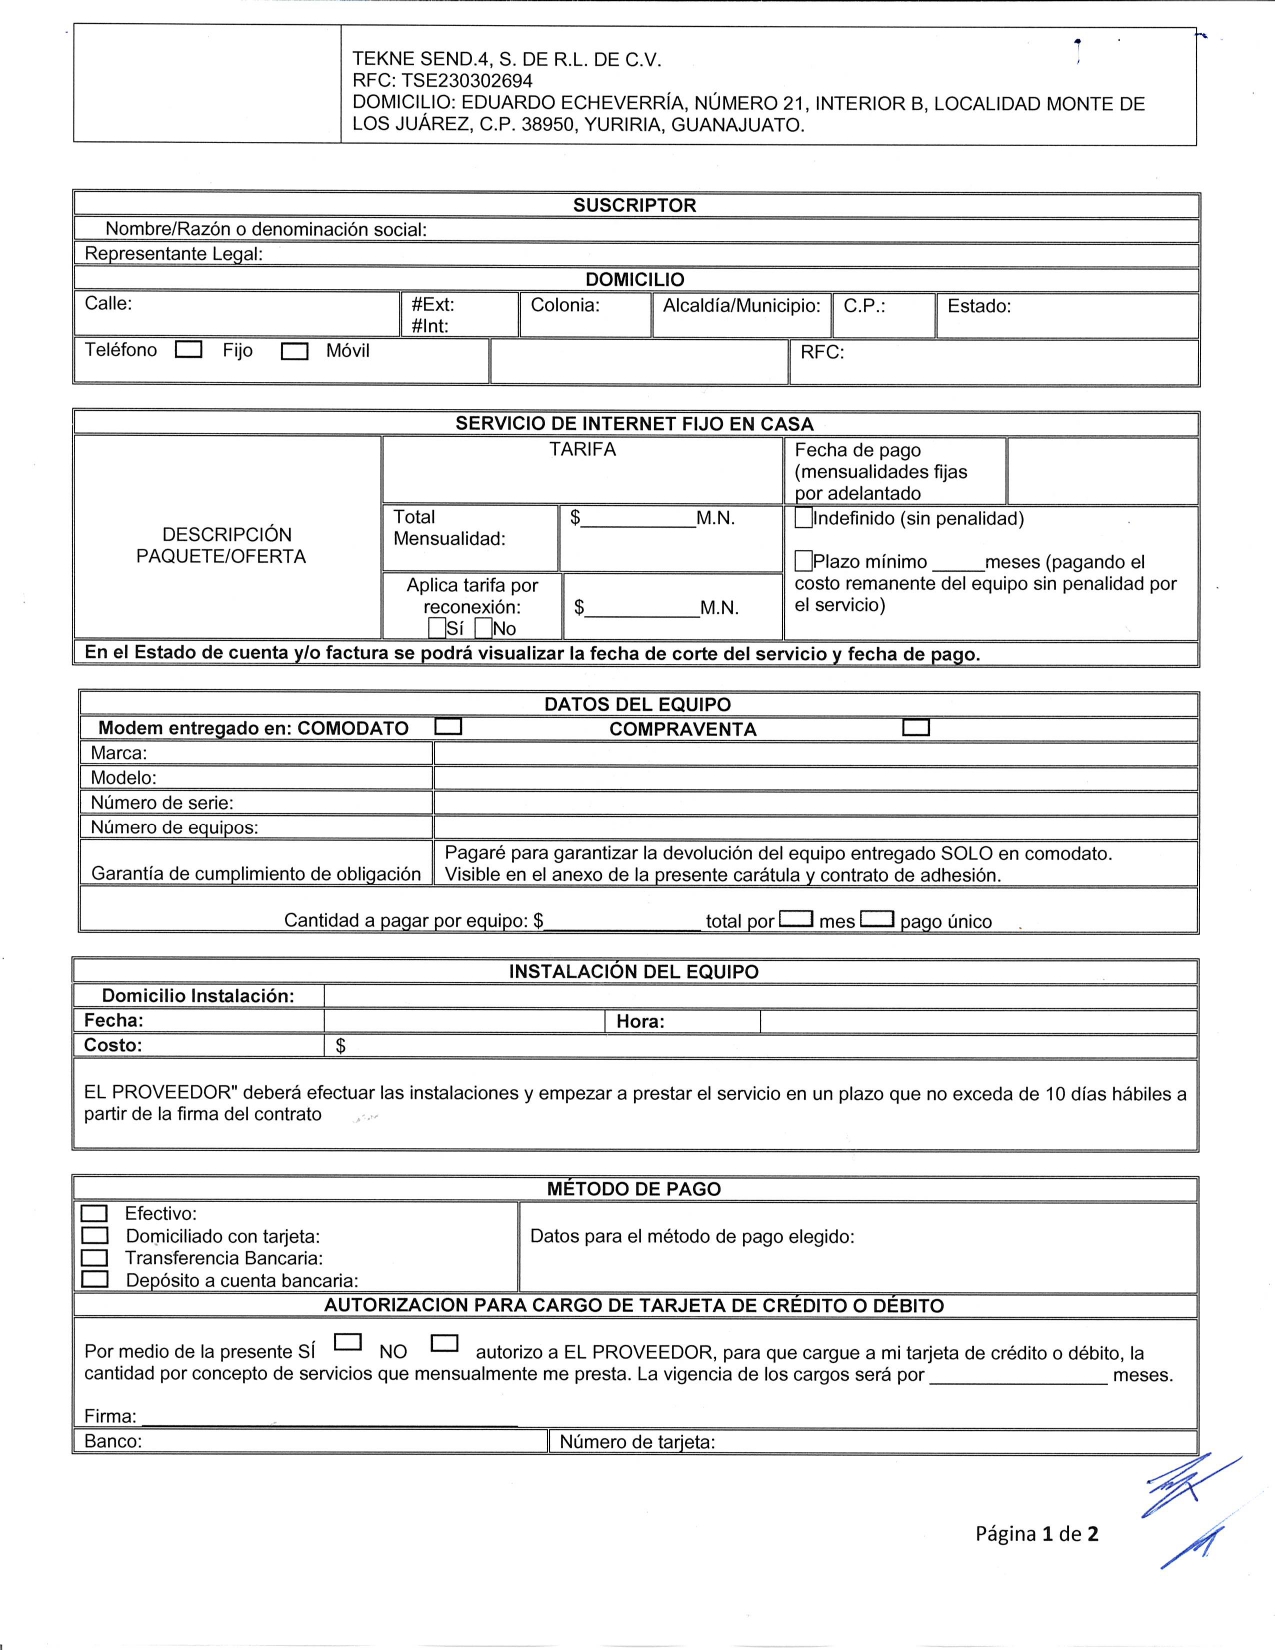 TEKNE SEND.4, S. DE R.L. DE C.V.
RFC: TSE230302694
DOMICILIO: EDUARDO ECHEVERRÍA, NÚMERO 21, INTERIOR B, LOCALIDAD MONTE DE
LOS JUÁREZ, C.P. 38950, YURIRIA, GUANAJUATO.
SUSCRIPTOR
Nombre/Razón o denominación social:
Representante Legal:
DOMICILIO
Calle:
#Ext:
#Int:
Colonia:
Alcaldía/Municipio:
C.P.:
Estado:
Teléfono Fijo Móvil
RFC:
SERVICIO DE INTERNET FIJO EN CASA
DESCRIPCIÓN
PAQUETE/OFERTA
TARIFA
Fecha de pago
(mensualidades fijas
por adelantado
Total
Mensualidad:
$___________M.N.
Indefinido (sin penalidad)
Plazo mínimo _____meses (pagando el
costo remanente del equipo sin penalidad por
el servicio)
Aplica tarifa por
reconexión:
Sí No
$___________M.N.
En el Estado de cuenta y/o factura se podrá visualizar la fecha de corte del servicio y fecha de pago.
DATOS DEL EQUIPO
Modem entregado en: COMODATO COMPRAVENTA
Marca:
Modelo:
Número de serie:
Número de equipos:
Garantía de cumplimiento de obligación
Pagaré para garantizar la devolución del equipo entregado SOLO en comodato.
Visible en el anexo de la presente carátula y contrato de adhesión.
Cantidad a pagar por equipo: $_______________ total por mes pago único
INSTALACIÓN DEL EQUIPO
Domicilio Instalación:
Fecha:
Hora:
Costo:
$
EL PROVEEDOR" deberá efectuar las instalaciones y empezar a prestar el servicio en un plazo que no exceda de 10 días hábiles a
partir de la firma del contrato
MÉTODO DE PAGO
Efectivo:
Domiciliado con tarjeta:
Transferencia Bancaria:
Depósito a cuenta bancaria:
Datos para el método de pago elegido:
AUTORIZACION PARA CARGO DE TARJETA DE CRÉDITO O DÉBITO
Por medio de la presente SÍ NO autorizo a EL PROVEEDOR, para que cargue a mi tarjeta de crédito o débito, la
cantidad por concepto de servicios que mensualmente me presta. La vigencia de los cargos será por _________________ meses.
Firma: ____________________________________
Banco:
Número de tarjeta:
Página 1 de 2